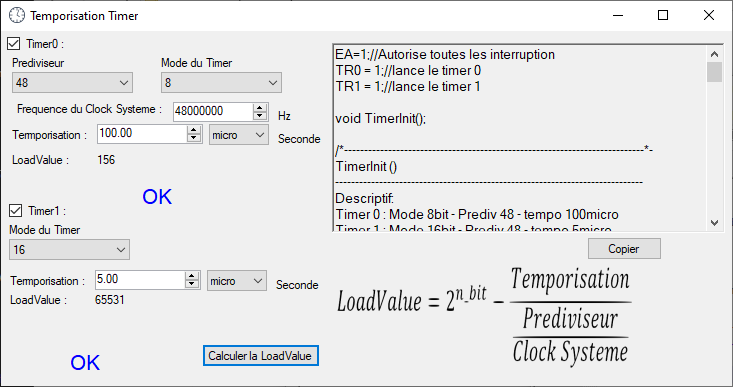 Temporisation Timer
Timer0 :
Prediviseur Mode du Timer
48 8
Frequence du Clock Systeme : 48000000 Hz
Temporisation : 100.00 micro Seconde
LoadValue : 156
OK
Timer1 :
Mode du Timer
16
Temporisation : 5.00 micro Seconde
LoadValue : 65531
OK
Calculer la LoadValue
EA=1;//Autorise toutes les interruption
TR0 = 1;//lance le timer 0
TR1 = 1;//lance le timer 1
void TimerInit();
/*-----------------------------------------------------------------------*-
TimerInit ()
-------------------------------------------------------------------------
Descriptif:
Timer 0 : Mode 8bit - Prediv 48 - tempo 100micro
Timer 1 : Mode 16bit - Prediv 48 - tempo 5micro
Copier
LoadValue = 2^n_bit − Temporisation
Prediviseur
Clock Systeme